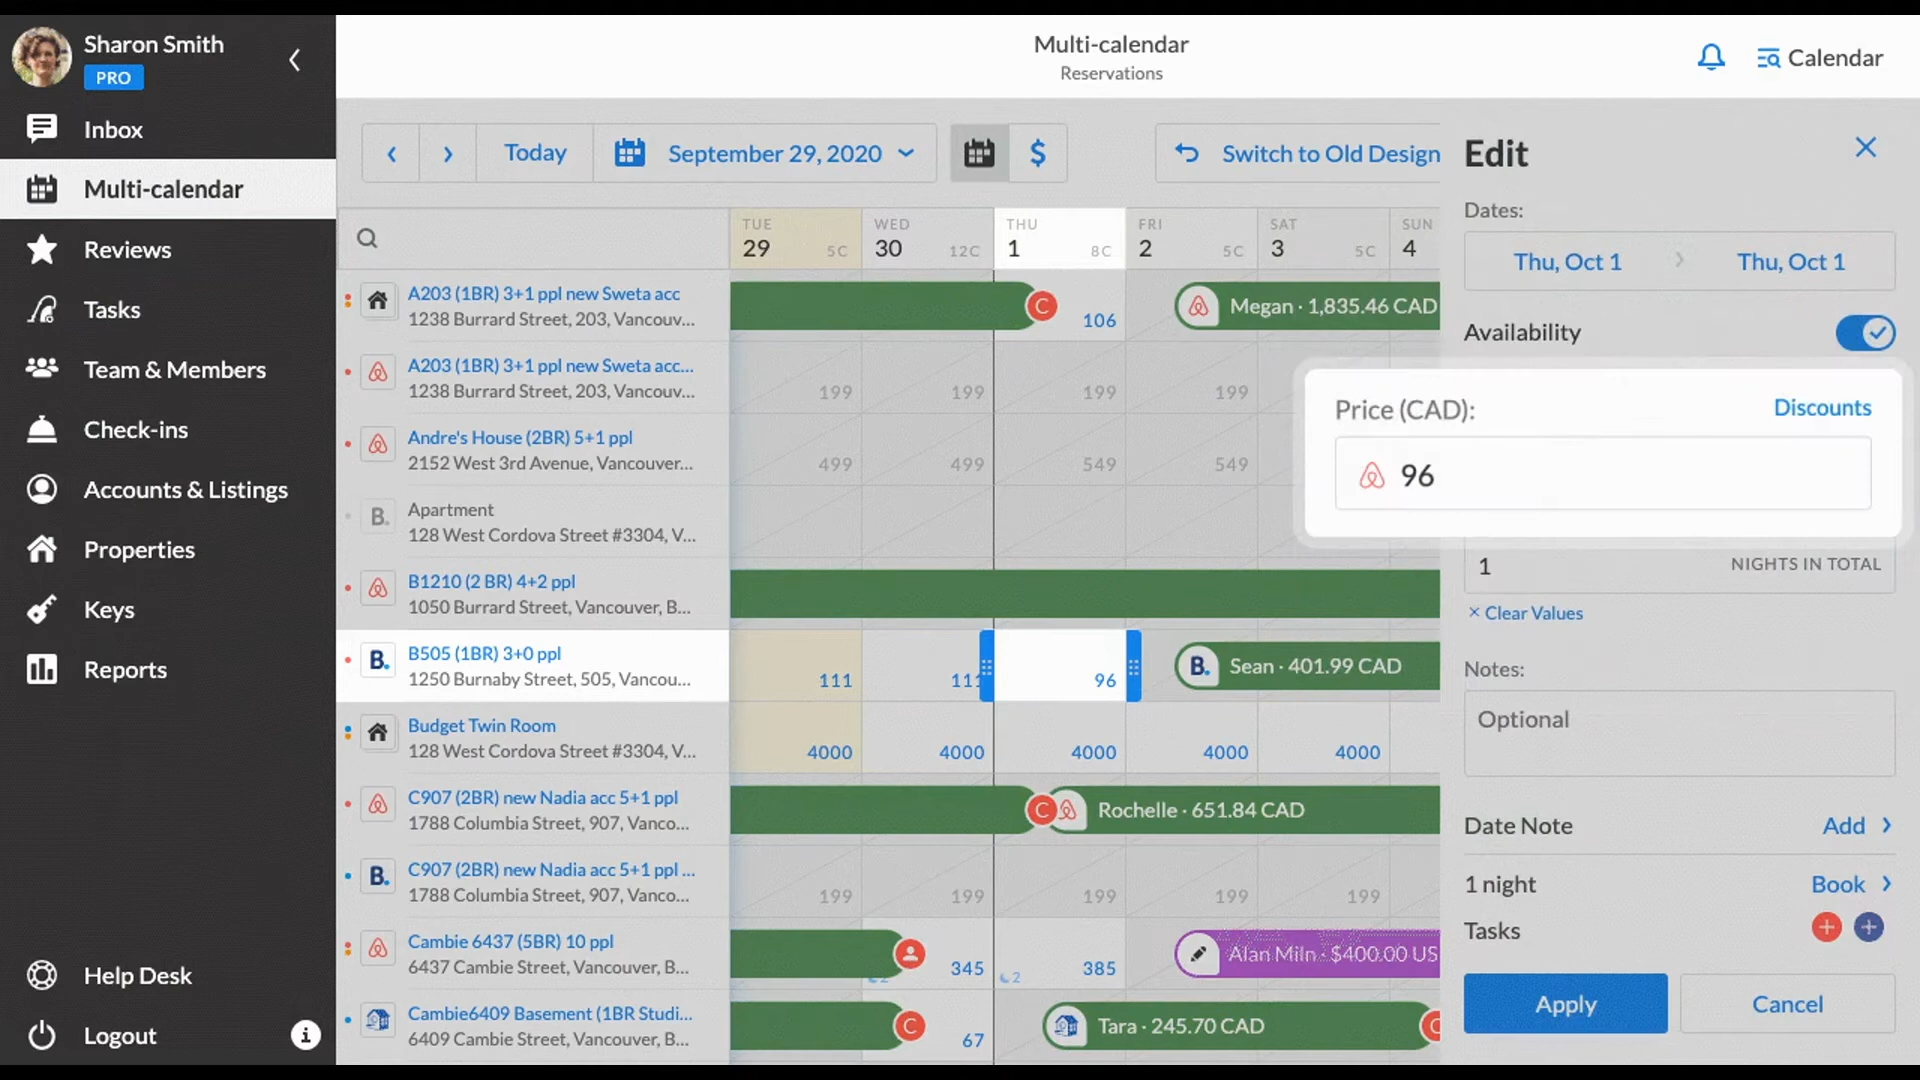 Sharon Smith
PRO
Inbox
Multi-calendar
Reviews
Tasks
Team & Members
Check-ins
Accounts & Listings
Properties
Keys
Reports
Help Desk
Logout
i
Multi-calendar
Reservations
Calendar
Today
September 29, 2020
$
Switch to Old Design
TUE WED THU FRI SAT SUN
29 5C 30 12C 1 8C 2 5C 3 5C 4
A203 (1BR) 3+1 ppl new Sweta acc
1238 Burrard Street, 203, Vancouv...
C 106 Megan · 1,835.46 CAD
A203 (1BR) 3+1 ppl new Sweta acc...
1238 Burrard Street, 203, Vancouv...
199 199 199 199
Andre's House (2BR) 5+1 ppl
2152 West 3rd Avenue, Vancouver...
499 499 549 549
B. Apartment
128 West Cordova Street #3304, V...
B1210 (2 BR) 4+2 ppl
1050 Burrard Street, Vancouver, B...
B. B505 (1BR) 3+0 ppl
1250 Burnaby Street, 505, Vancou...
111 111 96 B. Sean · 401.99 CAD
Budget Twin Room
128 West Cordova Street #3304, V...
4000 4000 4000 4000 4000
C907 (2BR) new Nadia acc 5+1 ppl
1788 Columbia Street, 907, Vanco...
C Rochelle · 651.84 CAD
B. C907 (2BR) new Nadia acc 5+1 ppl ...
1788 Columbia Street, 907, Vanco...
199 199 199 199 199
Cambie 6437 (5BR) 10 ppl
6437 Cambie Street, Vancouver, B...
2 345 2 385 Alan Miln · $400.00 US
Cambie6409 Basement (1BR Studi...
6409 Cambie Street, Vancouver, B...
C 67 Tara · 245.70 CAD C
Edit
Dates:
Thu, Oct 1 Thu, Oct 1
Availability
Price (CAD): Discounts
96
1 NIGHTS IN TOTAL
× Clear Values
Notes:
Optional
Date Note Add
1 night Book
Tasks
Apply Cancel